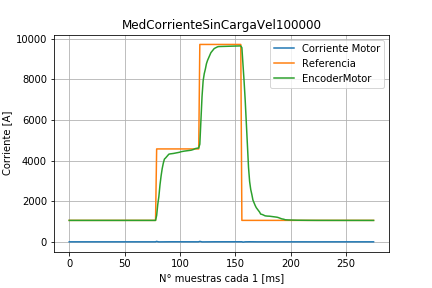 MedCorrienteSinCargaVel100000
Corriente [A]
10000
8000
6000
4000
2000
0
Corriente Motor
Referencia
EncoderMotor
0 50 100 150 200 250
N° muestras cada 1 [ms]